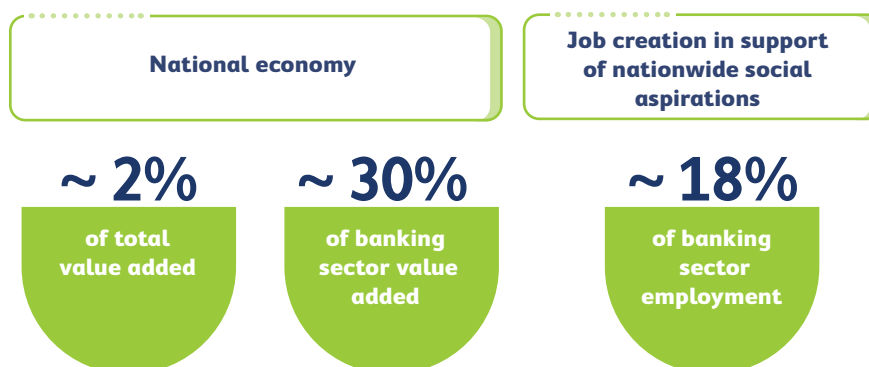 National economy
Job creation in support
of nationwide social
aspirations
~ 2%
of total
value added
~ 30%
of banking
sector value
added
~ 18%
of banking
sector
employment